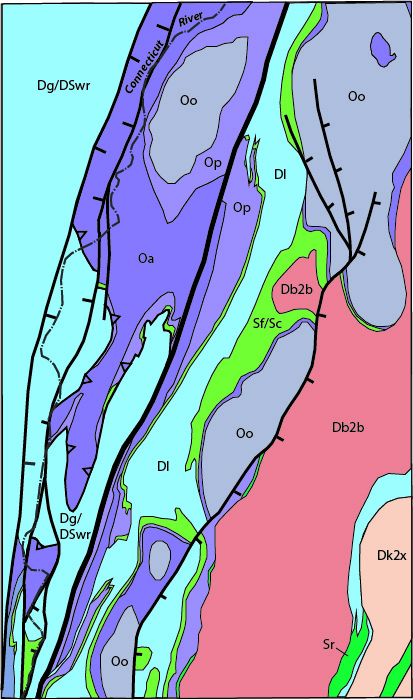 River
Connecticut
Dg/DSwr
Oo
Oo
Op
Dl
Op
Oa
Db2b
Sf/Sc
Oo
Db2b
Dl
Dg/
DSwr
Dk2x
Sr
Oo